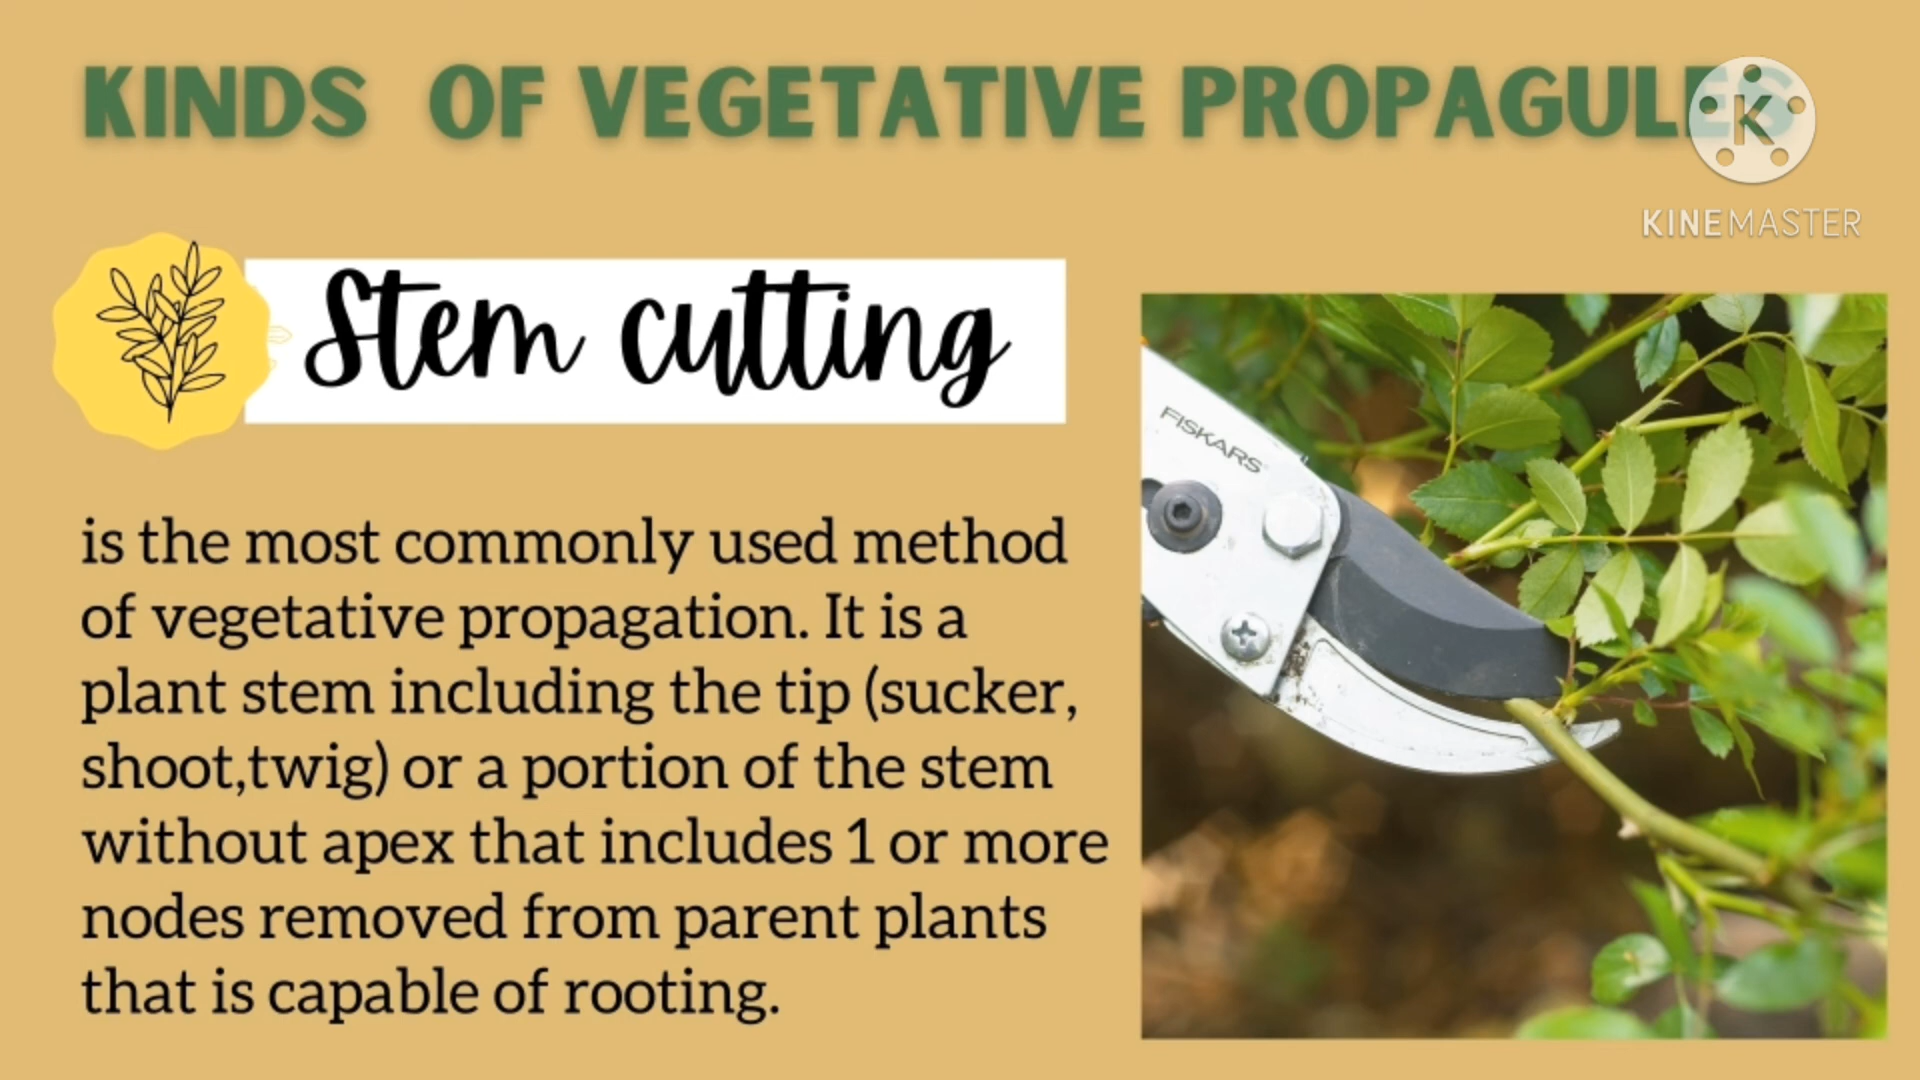 KINDS OF VEGETATIVE PROPAGULES
K
KINEMASTER
Stem cutting
FISKARS
is the most commonly used method
of vegetative propagation. It is a
plant stem including the tip (sucker,
shoot,twig) or a portion of the stem
without apex that includes 1 or more
nodes removed from parent plants
that is capable of rooting.